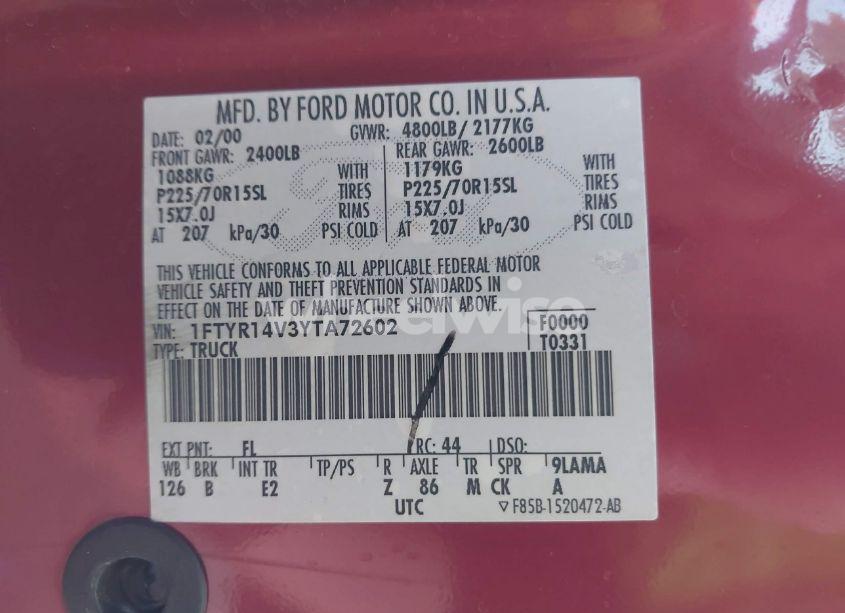 MFD. BY FORD MOTOR CO. IN U.S.A.
DATE: 02/00 GVWR: 4800LB/ 2177KG
FRONT GAWR: 2400LB REAR GAWR: 2600LB
1088KG WITH 1179KG WITH
P225/70R15SL TIRES P225/70R15SL TIRES
15X7.0J RIMS 15X7.0J RIMS
AT 207 kPa/30 PSI COLD AT 207 kPa/30 PSI COLD
THIS VEHICLE CONFORMS TO ALL APPLICABLE FEDERAL MOTOR
VEHICLE SAFETY AND THEFT PREVENTION STANDARDS IN
EFFECT ON THE DATE OF MANUFACTURE SHOWN ABOVE.
VIN: 1FTYR14V3YTA72602 F0000
TYPE: TRUCK T0331
EXT PNT: FL RC: 44 DSO:
WB BRK INT TR TP/PS R AXLE TR SPR 9LAMA
126 B E2 Z 86 M CK A
UTC ▽ F85B-1520472-AB